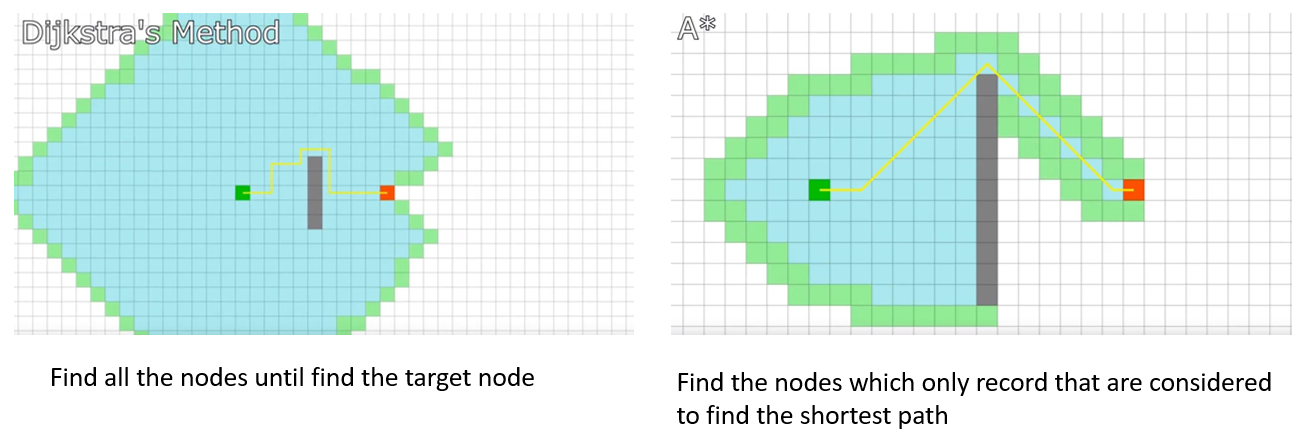 Dijkstra's Method
A*
Find all the nodes until find the target node
Find the nodes which only record that are considered
to find the shortest path